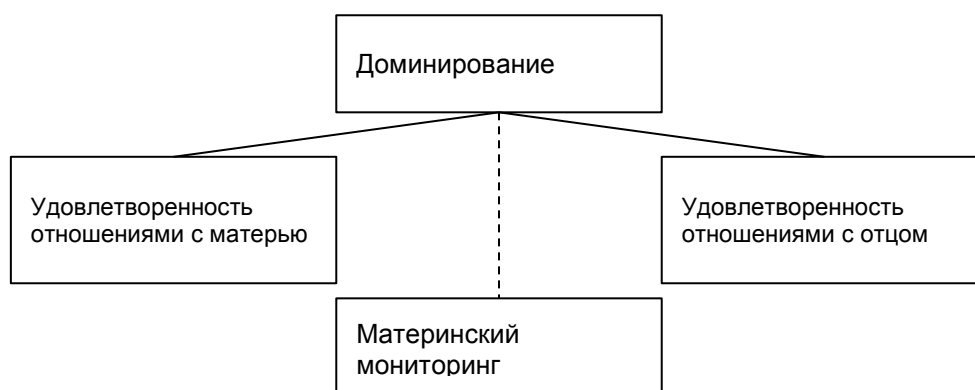 Доминирование
Удовлетворенность
отношениями с матерью
Удовлетворенность
отношениями с отцом
Материнский
мониторинг